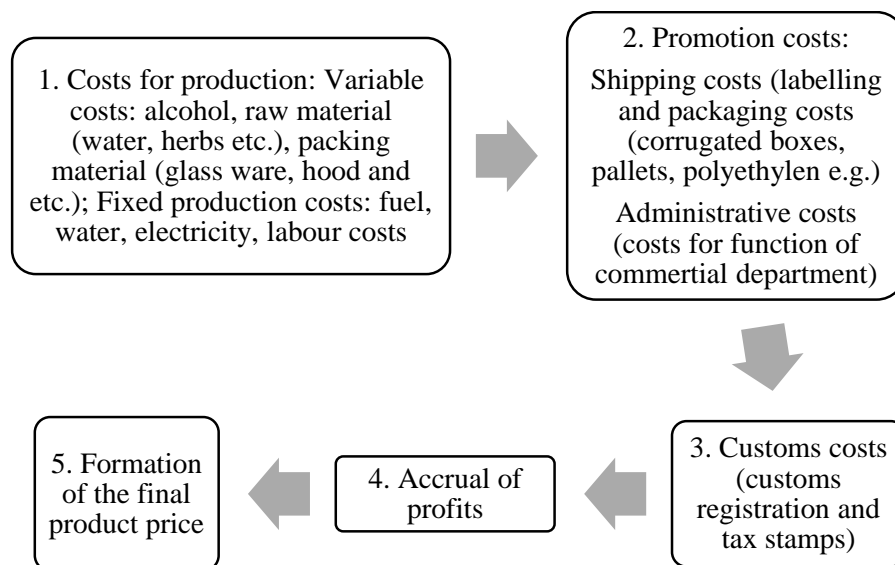 1. Costs for production: Variable
costs: alcohol, raw material
(water, herbs etc.), packing
material (glass ware, hood and
etc.); Fixed production costs: fuel,
water, electricity, labour costs
2. Promotion costs:
Shipping costs (labelling
and packaging costs
(corrugated boxes,
pallets, polyethylen e.g.)
Administrative costs
(costs for function of
commertial department)
3. Customs costs
(customs
registration and
tax stamps)
4. Accrual of
profits
5. Formation
of the final
product price